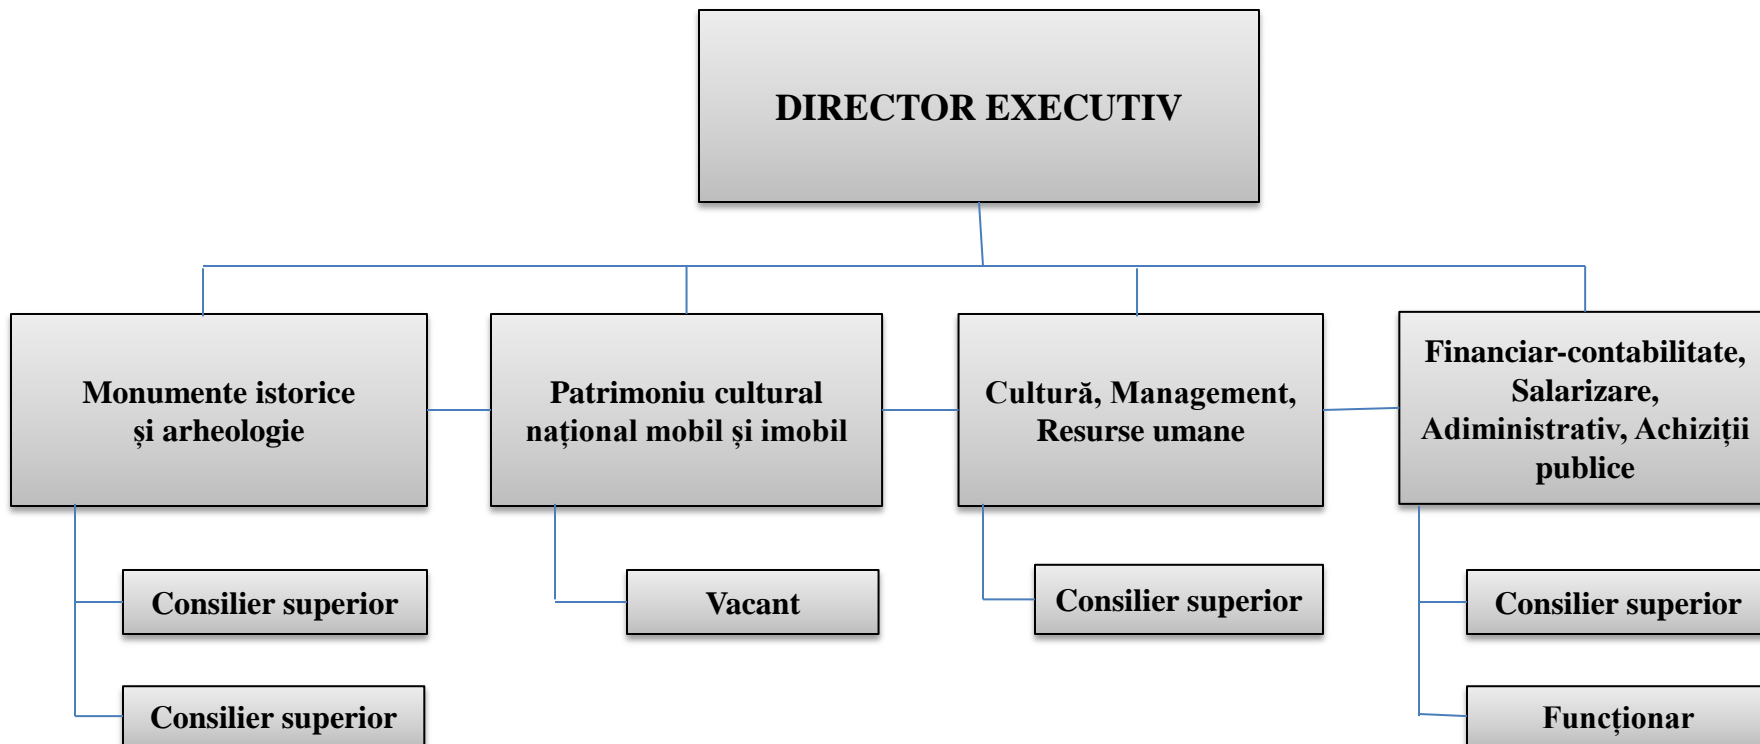 DIRECTOR EXECUTIV
Monumente istorice
și arheologie
Patrimoniu cultural
național mobil și imobil
Cultură, Management,
Resurse umane
Financiar-contabilitate,
Salarizare,
Adiministrativ, Achiziții
publice
Consilier superior
Vacant
Consilier superior
Consilier superior
Consilier superior
Funcționar